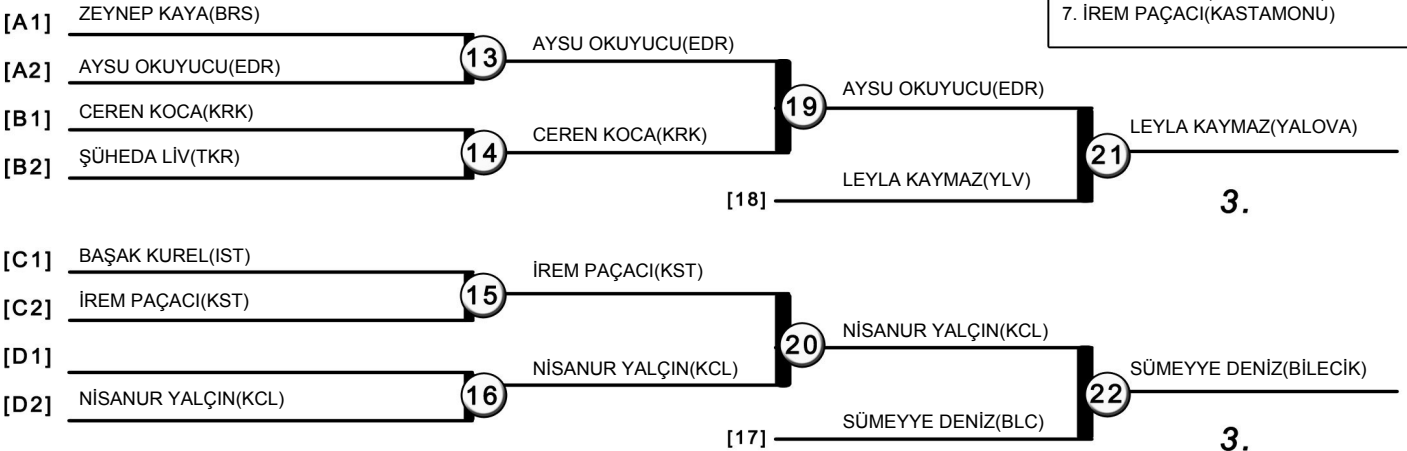 7. İREM PAÇACI(KASTAMONU)
[A1] ZEYNEP KAYA(BRS)
13
AYSU OKUYUCU(EDR)
[A2] AYSU OKUYUCU(EDR)
19
AYSU OKUYUCU(EDR)
[B1] CEREN KOCA(KRK)
14
CEREN KOCA(KRK)
[B2] ŞÜHEDA LİV(TKR)
21
LEYLA KAYMAZ(YALOVA)
[18] LEYLA KAYMAZ(YLV)
3.
[C1] BAŞAK KUREL(IST)
15
İREM PAÇACI(KST)
[C2] İREM PAÇACI(KST)
20
NİSANUR YALÇIN(KCL)
[D1]
16
NİSANUR YALÇIN(KCL)
[D2] NİSANUR YALÇIN(KCL)
22
SÜMEYYE DENİZ(BİLECİK)
[17] SÜMEYYE DENİZ(BLC)
3.